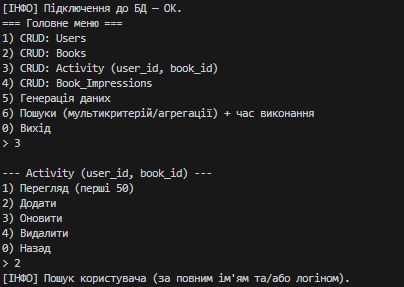 [ІНФО] Підключення до БД — ОК.
=== Головне меню ===
1) CRUD: Users
2) CRUD: Books
3) CRUD: Activity (user_id, book_id)
4) CRUD: Book_Impressions
5) Генерація даних
6) Пошуки (мультикритерій/агрегації) + час виконання
0) Вихід
> 3
--- Activity (user_id, book_id) ---
1) Перегляд (перші 50)
2) Додати
3) Оновити
4) Видалити
0) Назад
> 2
[ІНФО] Пошук користувача (за повним ім'ям та/або логіном).